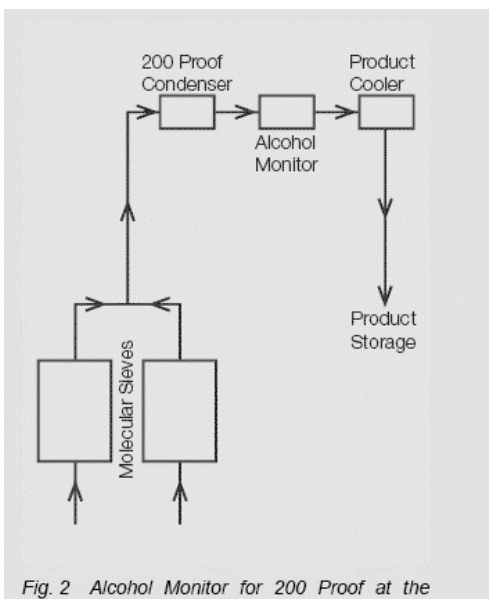 200 Proof
Condenser
Product
Cooler
Alcohol
Monitor
Product
Storage
Molecular Sieves
Fig. 2 Alcohol Monitor for 200 Proof at the